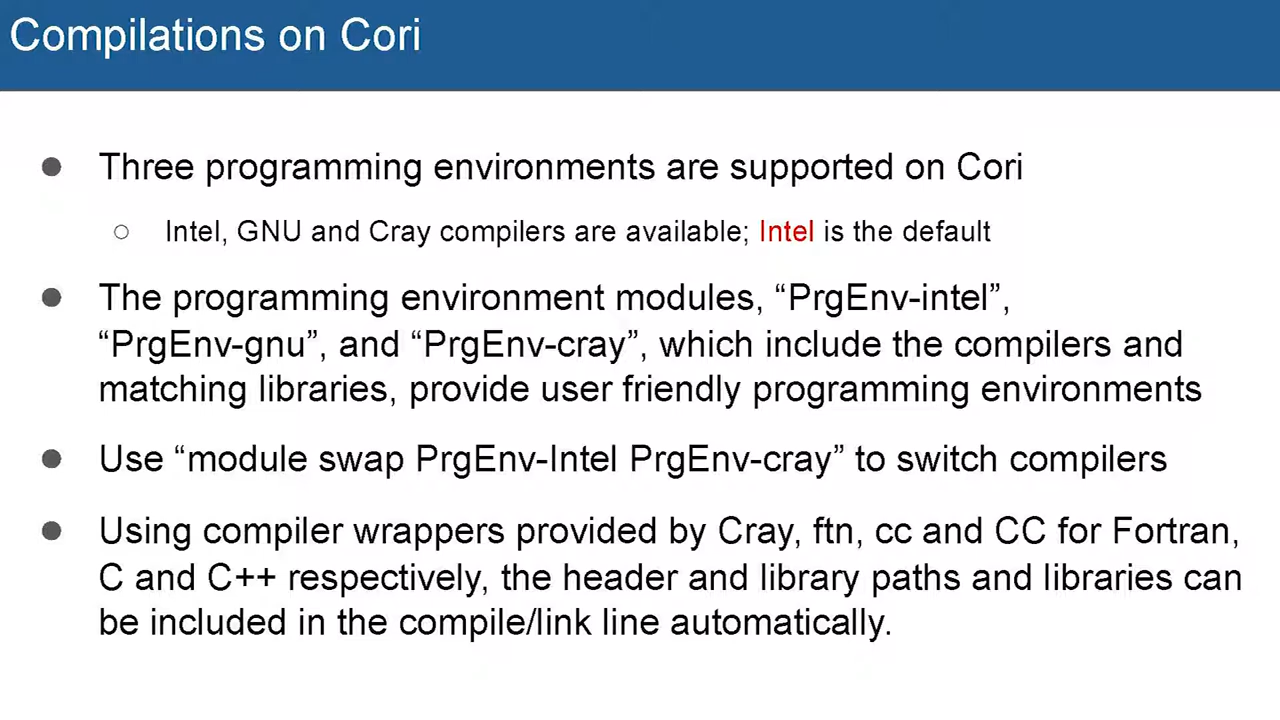 Compilations on Cori
● Three programming environments are supported on Cori
○ Intel, GNU and Cray compilers are available; Intel is the default
● The programming environment modules, “PrgEnv-intel”,
“PrgEnv-gnu”, and “PrgEnv-cray”, which include the compilers and
matching libraries, provide user friendly programming environments
● Use “module swap PrgEnv-Intel PrgEnv-cray” to switch compilers
● Using compiler wrappers provided by Cray, ftn, cc and CC for Fortran,
C and C++ respectively, the header and library paths and libraries can
be included in the compile/link line automatically.